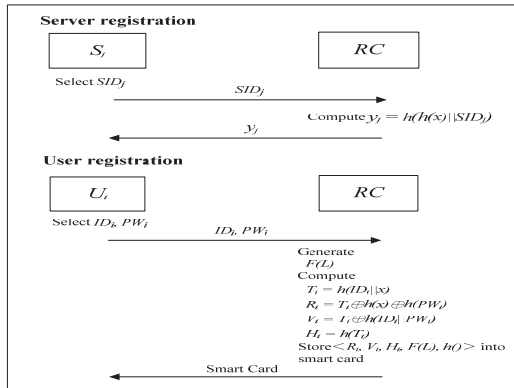 Server registration
S_j
RC
Select SID_j
SID_j
Compute y_j = h(h(x)||SID_j)
y_j
User registration
U_i
RC
Select ID_i, PW_i
ID_i, PW_i
Generate
F(L)
Compute
T_i = h(ID_i||x)
R_i = T_i⊕h(x)⊕h(PW_i)
V_i = T_i⊕h(ID_i||PW_i)
H_i = h(T_i)
Store<R_i, V_i, H_i, F(L), h()> into
smart card
Smart Card